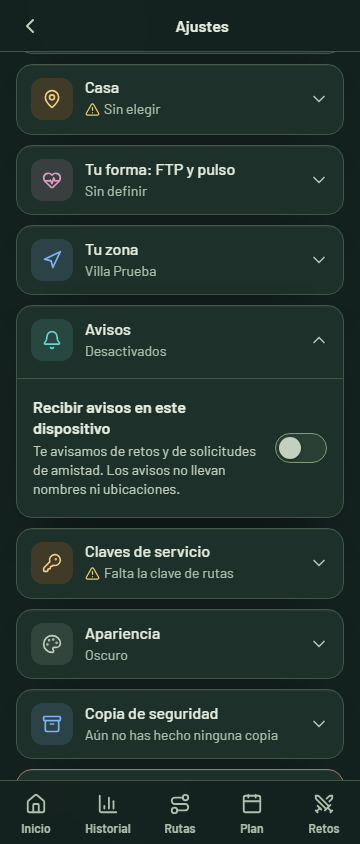 Ajustes
Casa
Sin elegir
Tu forma: FTP y pulso
Sin definir
Tu zona
Villa Prueba
Avisos
Desactivados
Recibir avisos en este
dispositivo
Te avisamos de retos y de solicitudes
de amistad. Los avisos no llevan
nombres ni ubicaciones.
Claves de servicio
Falta la clave de rutas
Apariencia
Oscuro
Copia de seguridad
Aún no has hecho ninguna copia
Inicio Historial Rutas Plan Retos